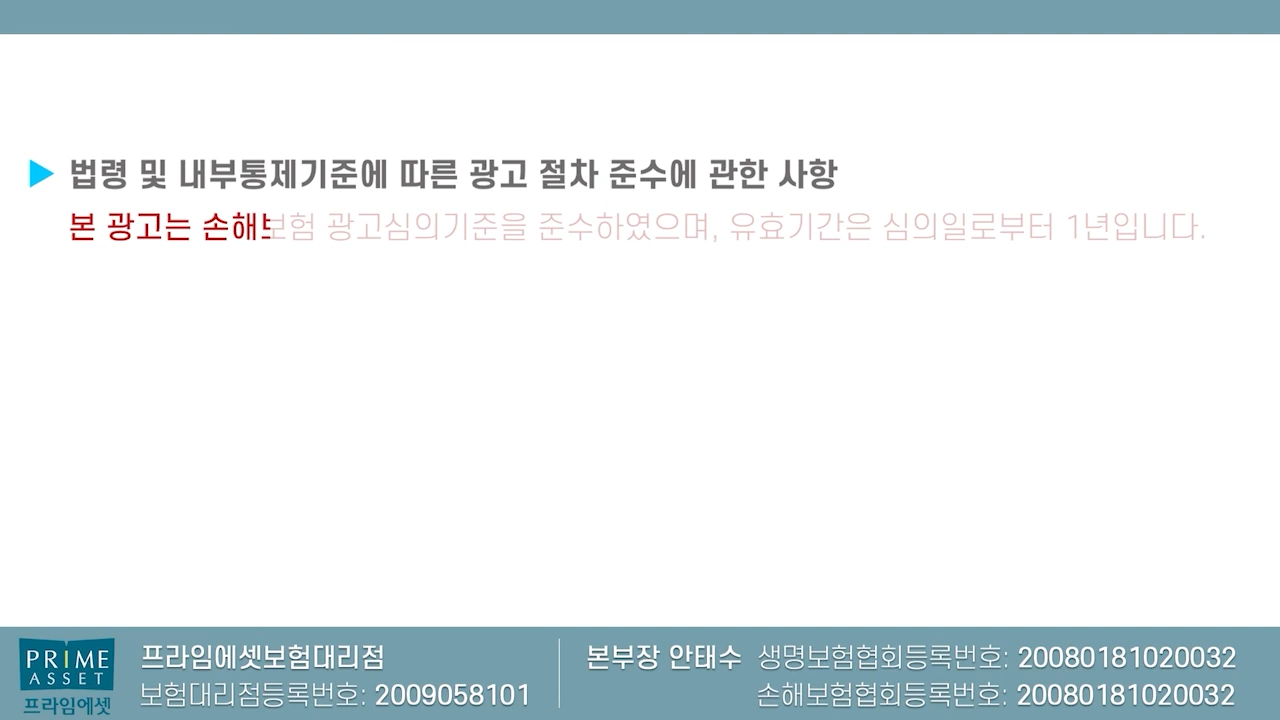 ▶ 법령 및 내부통제기준에 따른 광고 절차 준수에 관한 사항
본 광고는 손해보험 광고심의기준을 준수하였으며, 유효기간은 심의일로부터 1년입니다.
PRIME
ASSET
프라임에셋
프라임에셋보험대리점
보험대리점등록번호: 2009058101
본부장 안태수 생명보험협회등록번호: 20080181020032
손해보험협회등록번호: 20080181020032